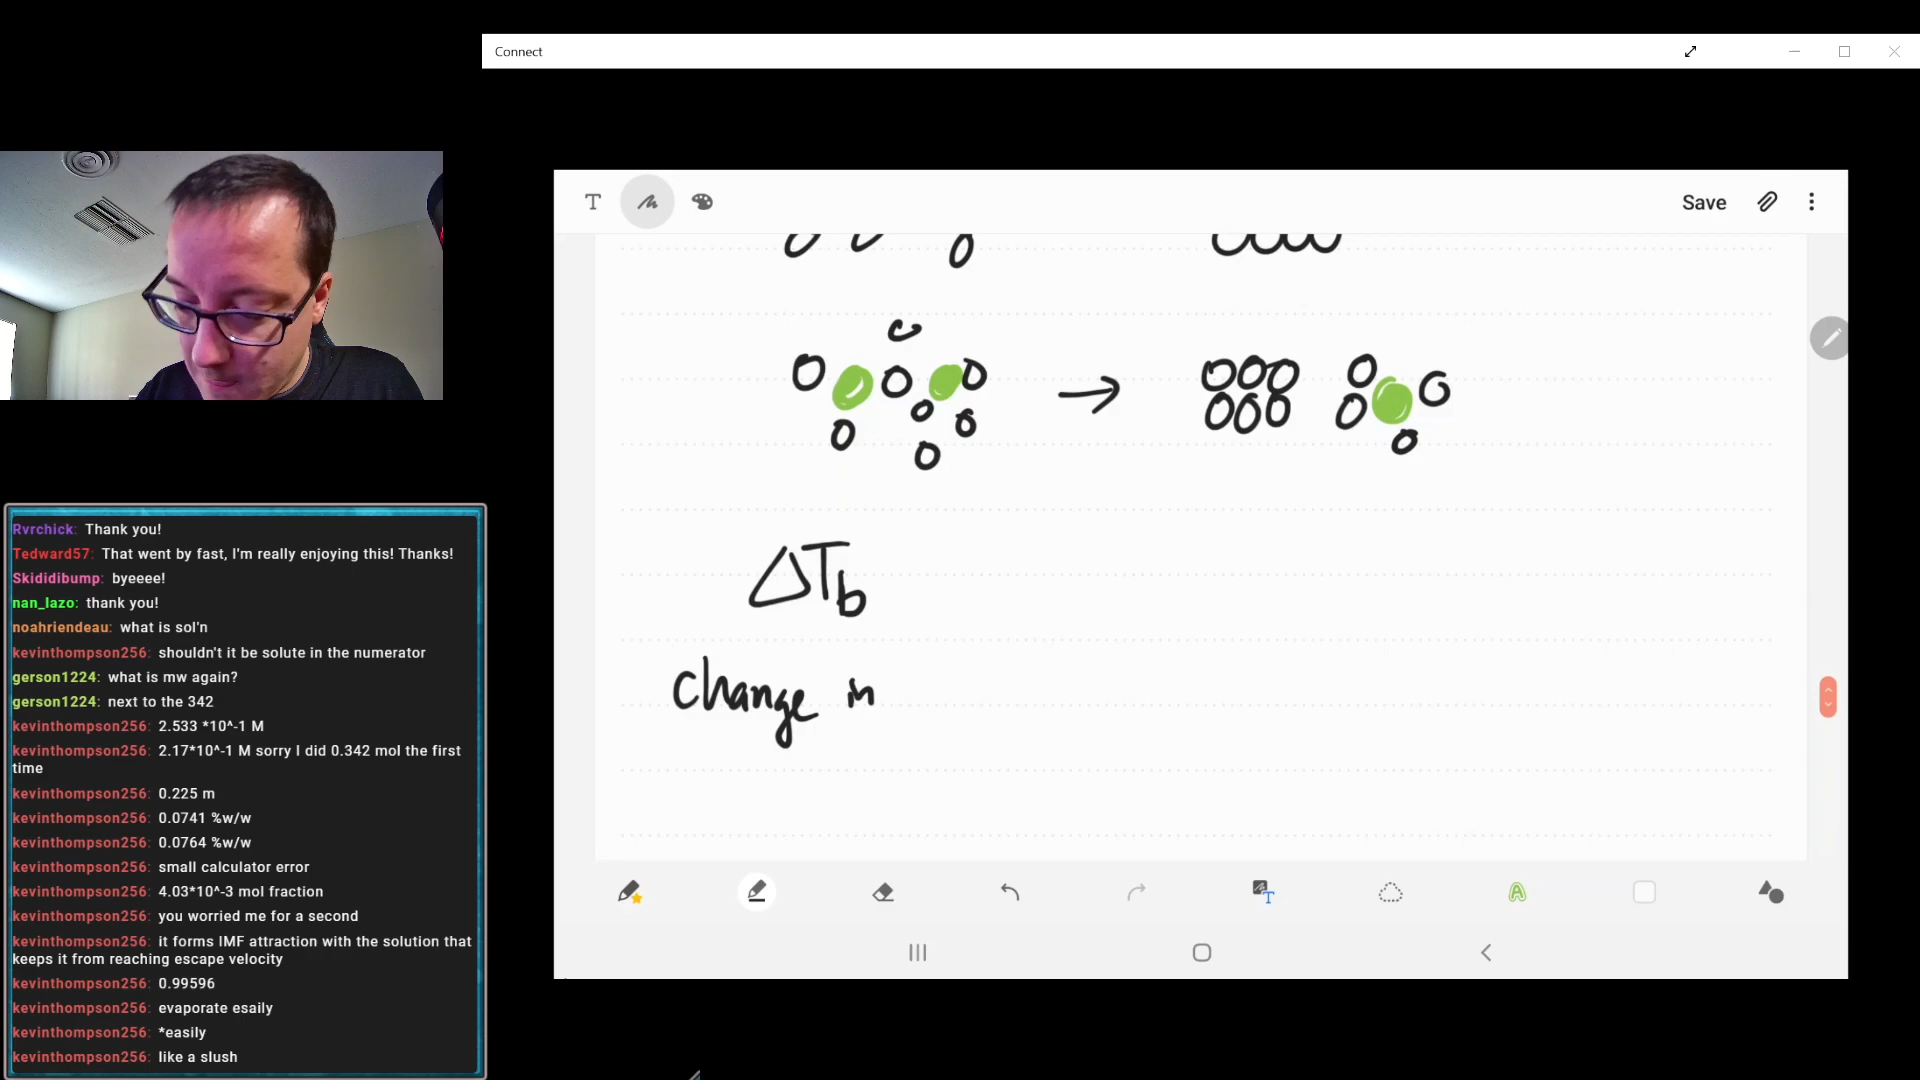 Connect
T
Save
→
ΔTb
Change in
Rvrchick: Thank you!
Tedward57: That went by fast, I'm really enjoying this! Thanks!
Skididibump: byeeee!
nan_lazo: thank you!
noahriendeau: what is sol'n
kevinthompson256: shouldn't it be solute in the numerator
gerson1224: what is mw again?
gerson1224: next to the 342
kevinthompson256: 2.533 *10^-1 M
kevinthompson256: 2.17*10^-1 M sorry I did 0.342 mol the first
time
kevinthompson256: 0.225 m
kevinthompson256: 0.0741 %w/w
kevinthompson256: 0.0764 %w/w
kevinthompson256: small calculator error
kevinthompson256: 4.03*10^-3 mol fraction
kevinthompson256: you worried me for a second
kevinthompson256: it forms IMF attraction with the solution that
keeps it from reaching escape velocity
kevinthompson256: 0.99596
kevinthompson256: evaporate esaily
kevinthompson256: *easily
kevinthompson256: like a slush